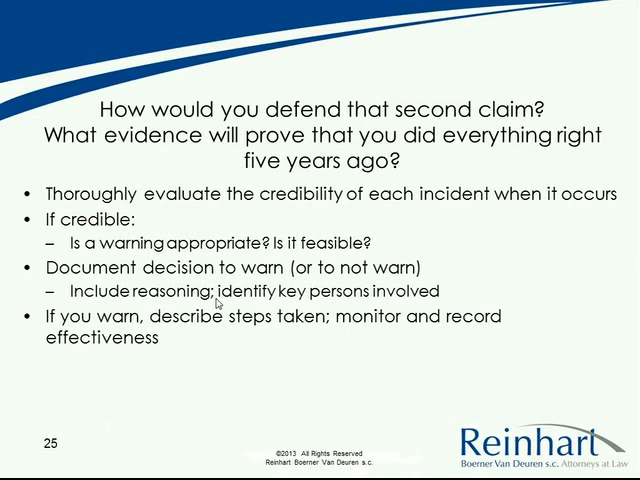 How would you defend that second claim?
What evidence will prove that you did everything right
five years ago?
• Thoroughly evaluate the credibility of each incident when it occurs
• If credible:
– Is a warning appropriate? Is it feasible?
• Document decision to warn (or to not warn)
– Include reasoning; identify key persons involved
• If you warn, describe steps taken; monitor and record
effectiveness
25
©2013 All Rights Reserved
Reinhart Boerner Van Deuren s.c.
Reinhart
Boerner Van Deuren s.c. Attorneys at Law